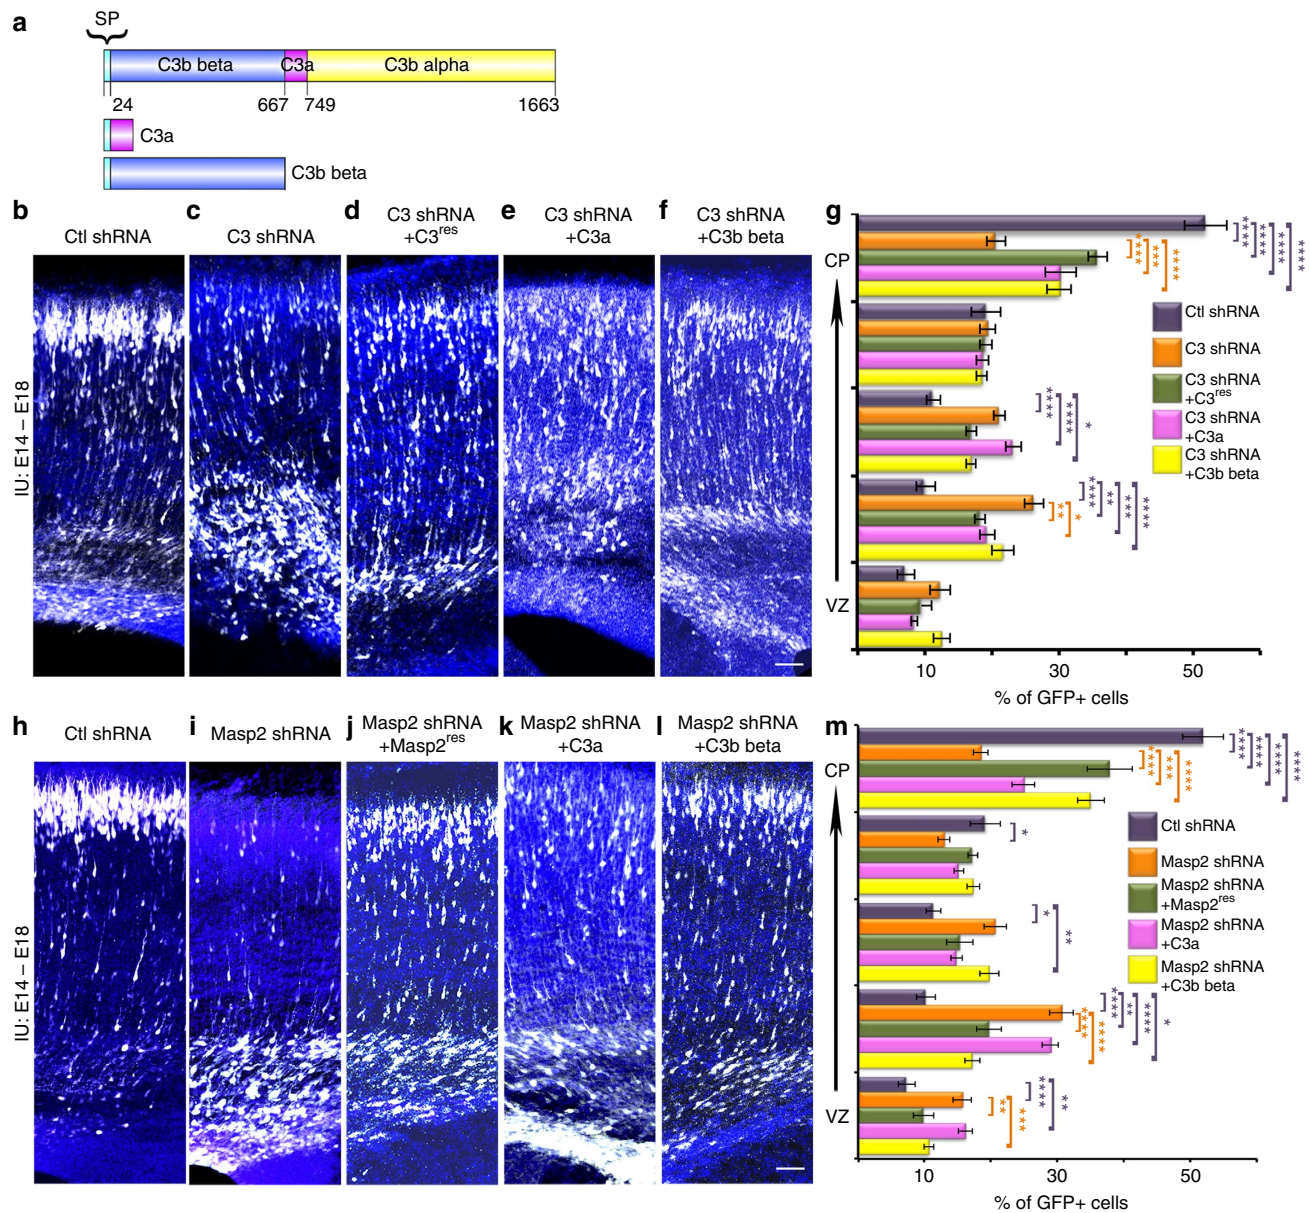 a
SP
C3b beta
C3a
C3b alpha
24
667
749
1663
C3a
C3b beta
b
Ctl shRNA
c
C3 shRNA
d
C3 shRNA
+C3res
e
C3 shRNA
+C3a
f
C3 shRNA
+C3b beta
IU: E14 – E18
g
CP
VZ
****
****
****
****
****
***
****
****
****
*
****
**
***
****
**
*
Ctl shRNA
C3 shRNA
C3 shRNA
+C3res
C3 shRNA
+C3a
C3 shRNA
+C3b beta
10
30
50
% of GFP+ cells
h
Ctl shRNA
i
Masp2 shRNA
j
Masp2 shRNA
+Masp2res
k
Masp2 shRNA
+C3a
l
Masp2 shRNA
+C3b beta
IU: E14 – E18
m
CP
VZ
****
****
****
****
****
***
****
*
*
**
****
**
****
*
****
****
****
**
**
***
Ctl shRNA
Masp2 shRNA
Masp2 shRNA
+Masp2res
Masp2 shRNA
+C3a
Masp2 shRNA
+C3b beta
10
30
50
% of GFP+ cells